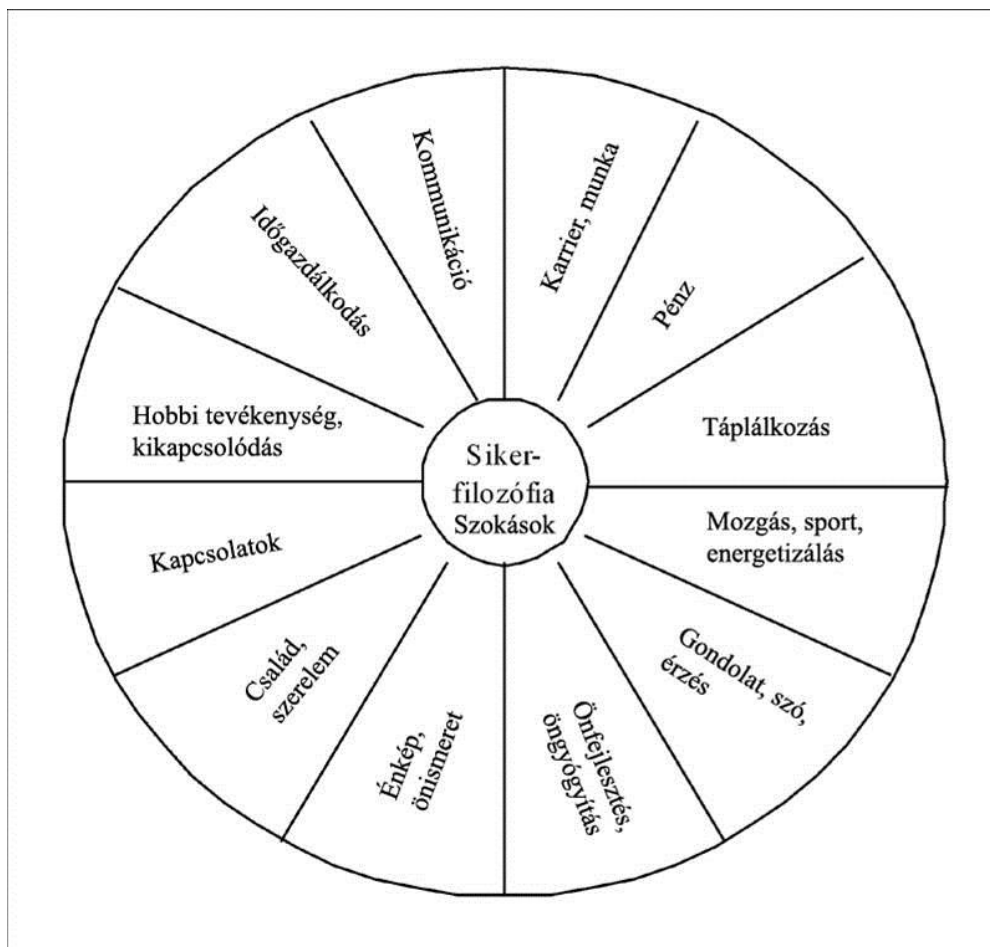 Kommunikáció
Karrier, munka
Pénz
Táplálkozás
Mozgás, sport,
energetizálás
Gondolat, szó,
érzés
Önfejlesztés,
öngyógyítás
Énkép,
önismeret
Család,
szerelem
Kapcsolatok
Hobbi tevékenység,
kikapcsolódás
Időgazdálkodás
Siker-
filozófia
Szokások